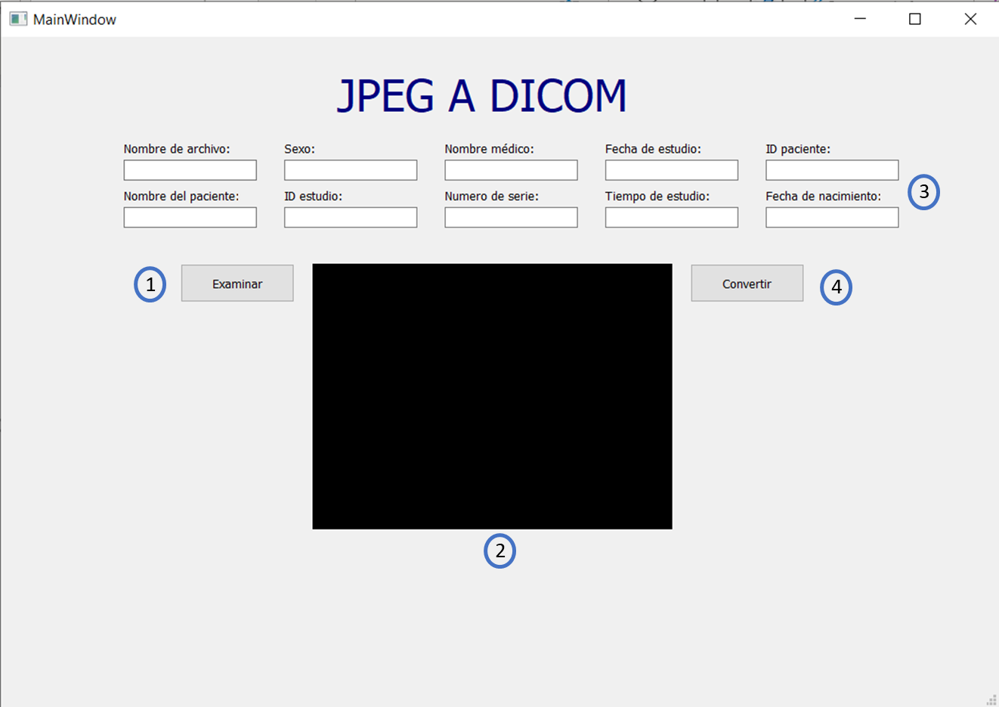 MainWindow
JPEG A DICOM
Nombre de archivo: Sexo: Nombre médico: Fecha de estudio: ID paciente:
Nombre del paciente: ID estudio: Numero de serie: Tiempo de estudio: Fecha de nacimiento:
3
1 Examinar Convertir 4
2